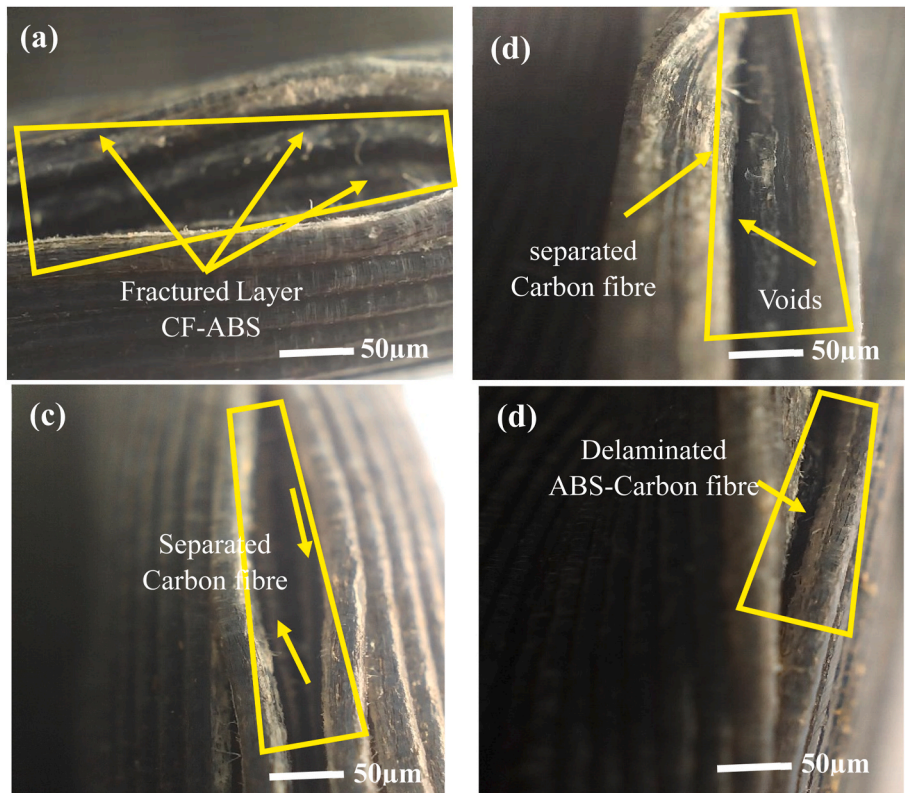 (a)
Fractured Layer
CF-ABS
50µm
(d)
separated
Carbon fibre
Voids
50µm
(c)
Separated
Carbon fibre
50µm
(d)
Delaminated
ABS-Carbon fibre
50µm